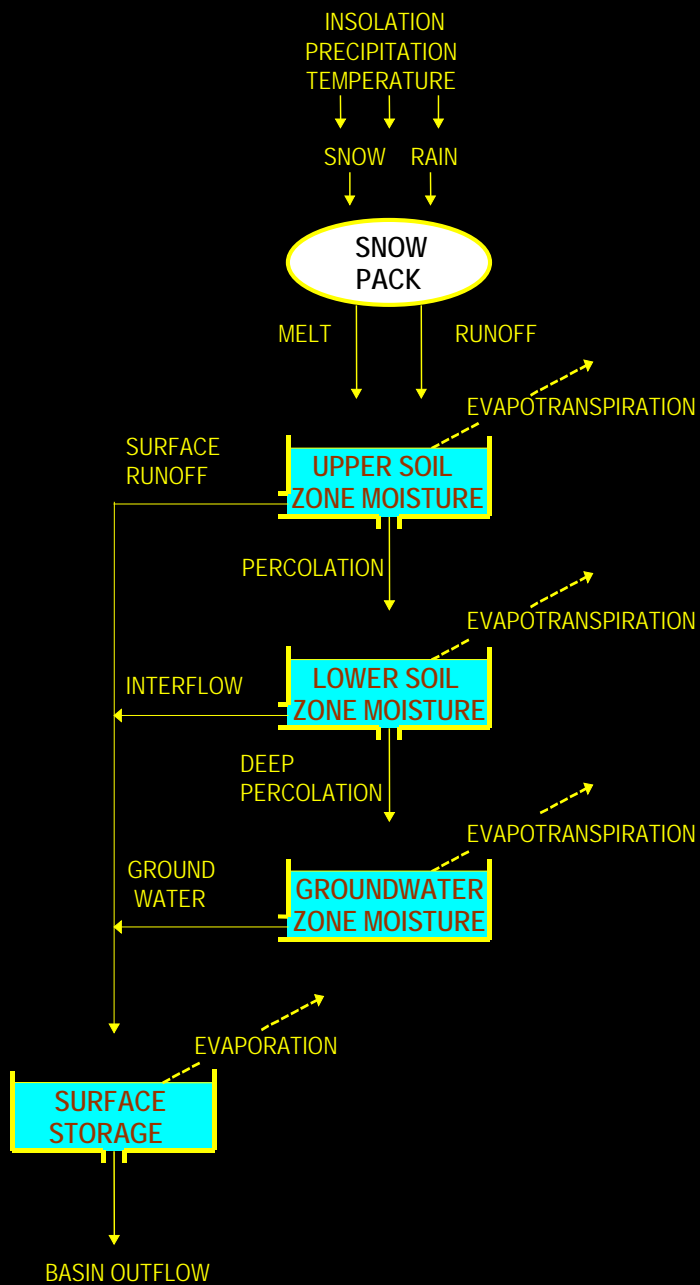 INSOLATION
PRECIPITATION
TEMPERATURE
SNOW RAIN
SNOW
PACK
MELT RUNOFF
EVAPOTRANSPIRATION
SURFACE
RUNOFF
UPPER SOIL
ZONE MOISTURE
PERCOLATION
EVAPOTRANSPIRATION
INTERFLOW
LOWER SOIL
ZONE MOISTURE
DEEP
PERCOLATION
EVAPOTRANSPIRATION
GROUND
WATER
GROUNDWATER
ZONE MOISTURE
EVAPORATION
SURFACE
STORAGE
BASIN OUTFLOW